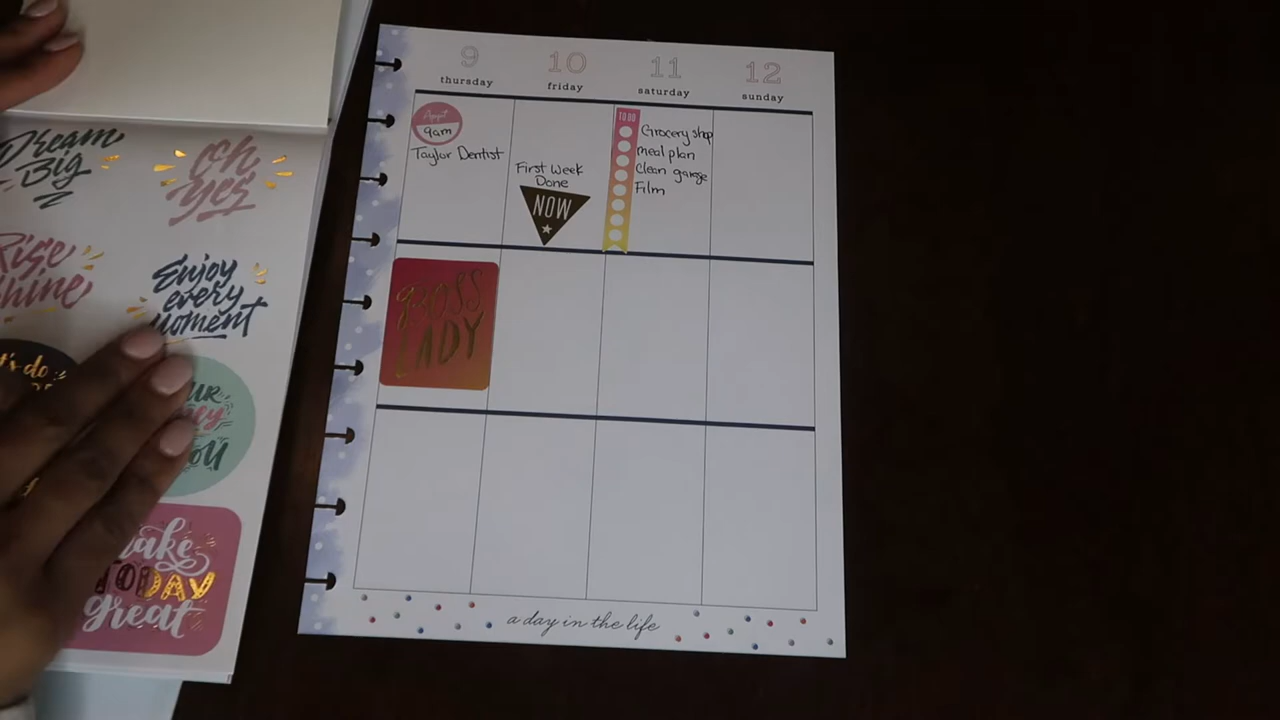 9
thursday
10
friday
11
saturday
12
sunday
Appt
9am
Taylor Dentist
First Week
Done
NOW
TO DO
Grocery shop
meal plan
Clean garage
Film
BOSS
LADY
a day in the life
Dream
Big
Oh
yes
Rise
Shine
Enjoy
every
moment
YOU
Make
TODAY
great